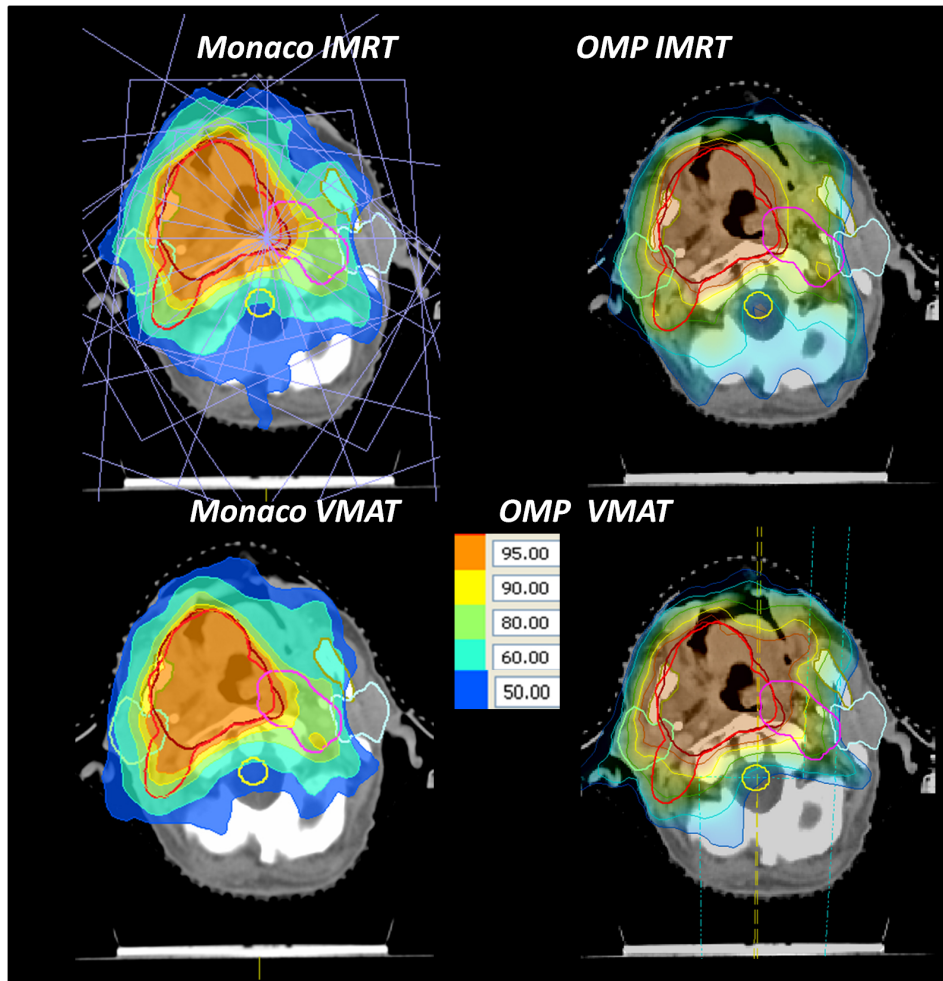 Monaco IMRT
OMP IMRT
Monaco VMAT
OMP VMAT
95.00
90.00
80.00
60.00
50.00